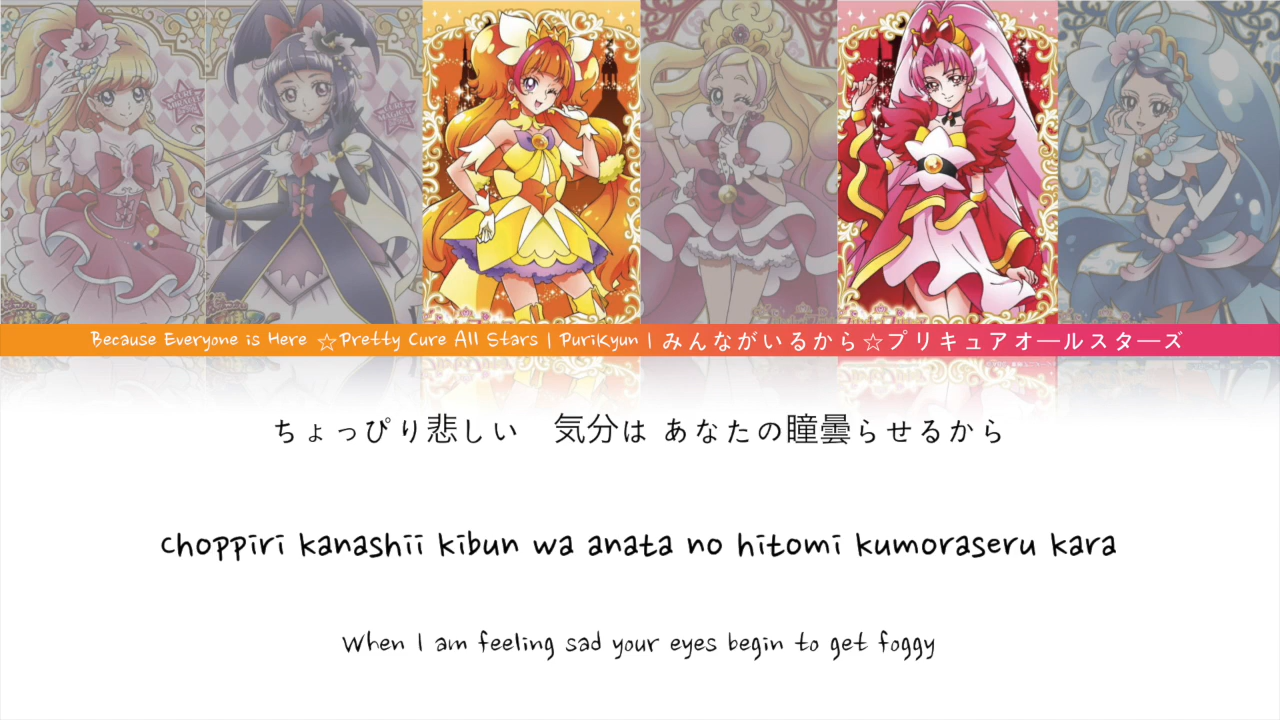 Because Everyone is Here ☆Pretty Cure All Stars | PuriKyun | みんながいるから☆プリキュアオールスターズ
ちょっぴり悲しい　気分は あなたの瞳曇らせるから
Choppiri kanashii kibun wa anata no hitomi kumoraseru kara
When I am feeling sad your eyes begin to get foggy